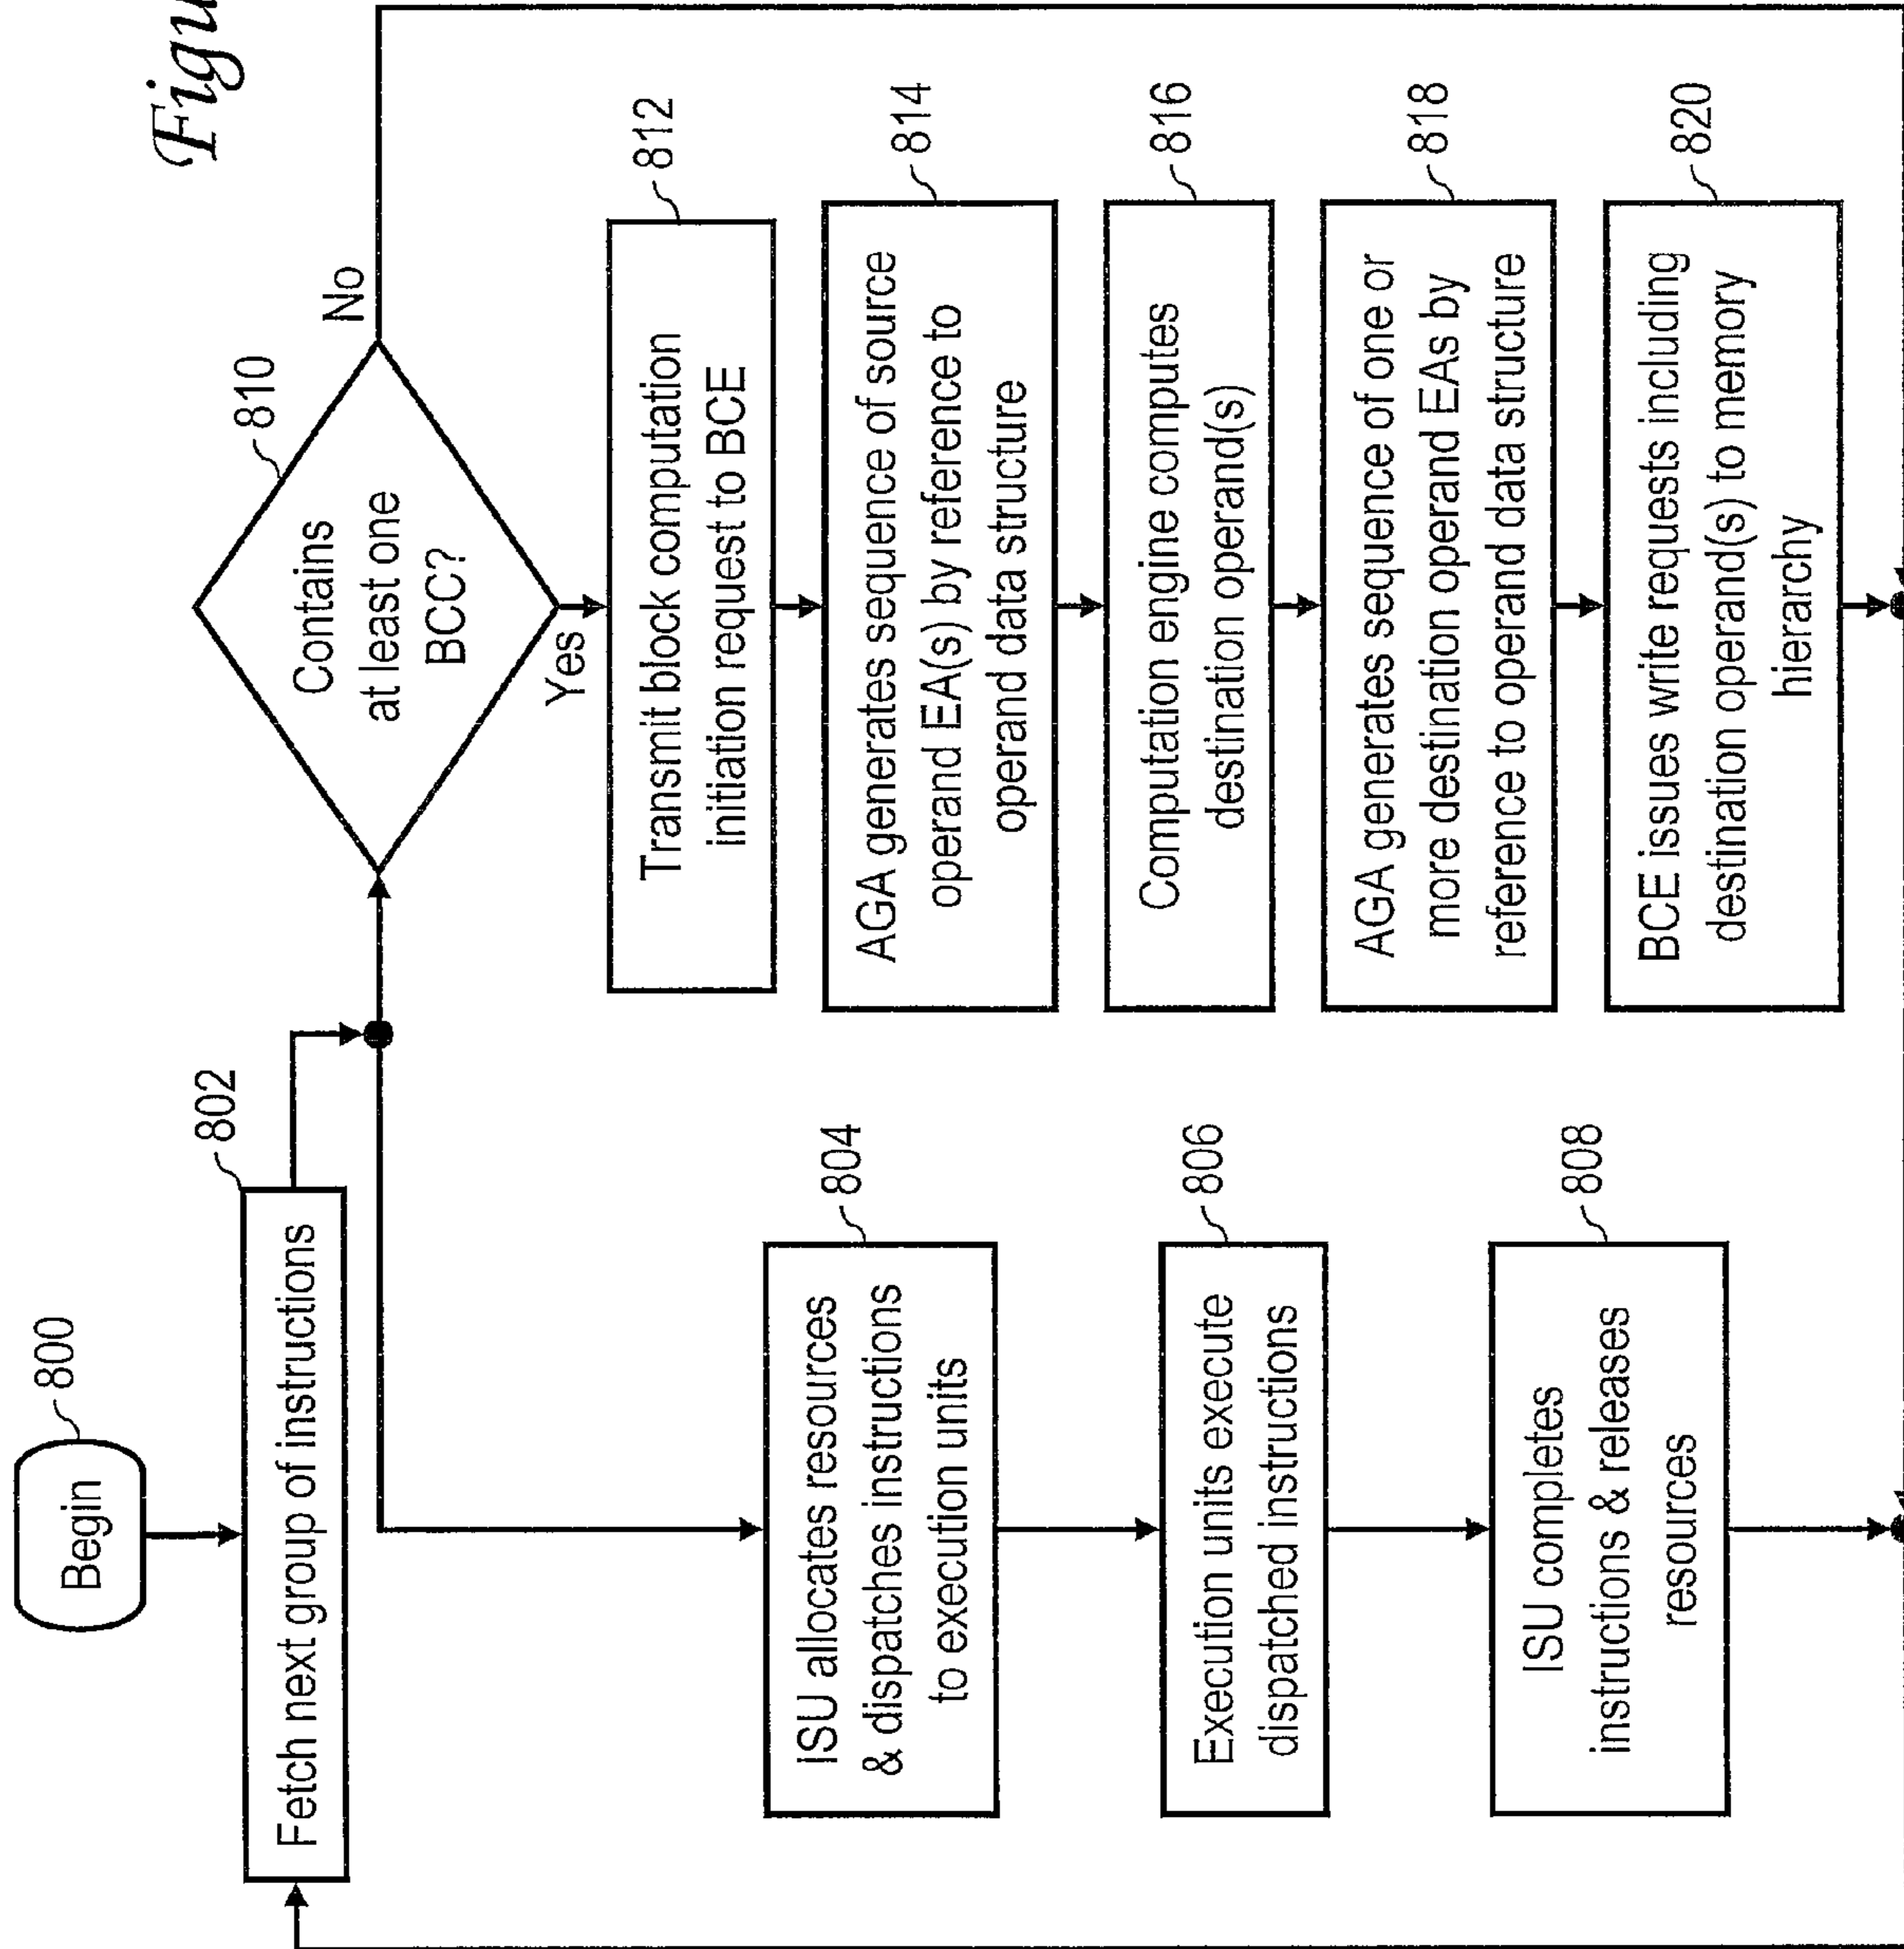 Begin
800
Fetch next group of instructions
802
ISU allocates resources
& dispatches instructions
to execution units
804
Execution units execute
dispatched instructions
806
ISU completes
instructions & releases
resources
808
Contains
at least one
BCC?
810
No
Yes
Transmit block computation
initiation request to BCE
812
AGA generates sequence of source
operand EA(s) by reference to
operand data structure
814
Computation engine computes
destination operand(s)
816
AGA generates sequence of one or
more destination operand EAs by
reference to operand data structure
818
BCE issues write requests including
destination operand(s) to memory
hierarchy
820